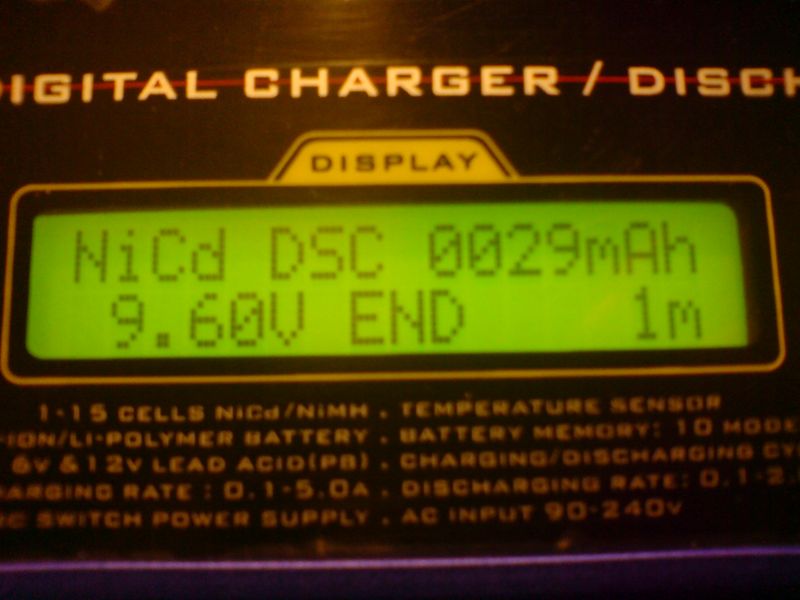 DIGITAL CHARGER / DISCH
DISPLAY
NiCd DSC 0029mAh
9.60V END 1m
1-15 CELLS NiCd/NiMH . TEMPERATURE SENSOR
-ION/LI-POLYMER BATTERY . BATTERY MEMORY: 10 MODE
6V & 12V LEAD ACID(PB) . CHARGING/DISCHARGING CY
ARGING RATE : 0.1-5.0A . DISCHARGING RATE: 0.1-2.
SWITCH POWER SUPPLY . AC INPUT 90-240V